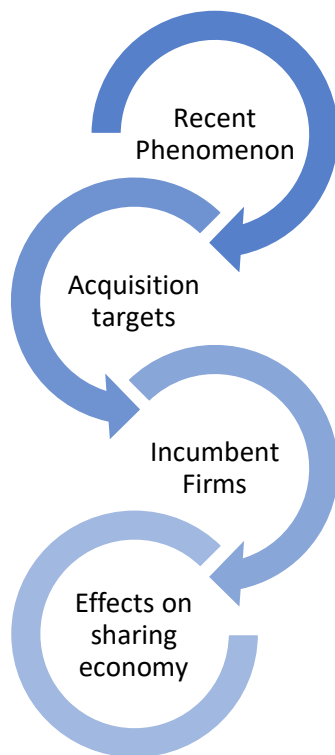 Recent
Phenomenon
Acquisition
targets
Incumbent
Firms
Effects on
sharing
economy